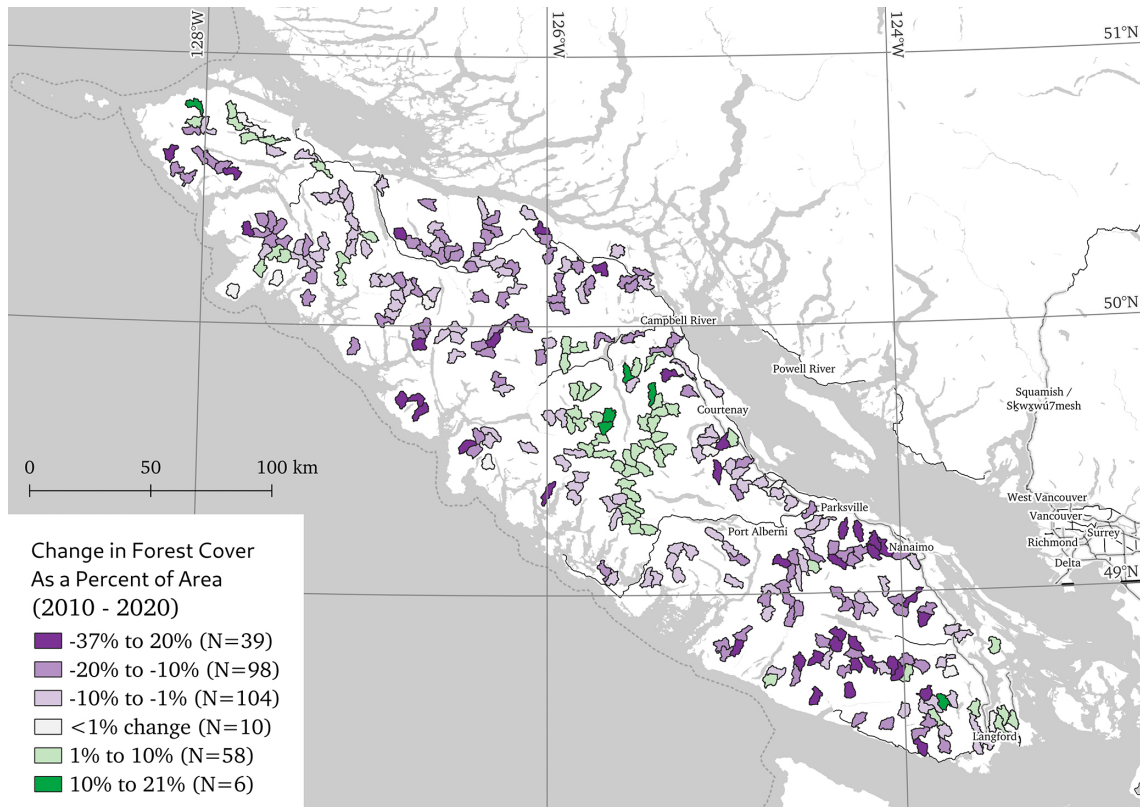 128°W
126°W
124°W
51°N
50°N
Campbell River
Powell River
Squamish /
Sḵwx̱wú7mesh
Courtenay
0
50
100 km
West Vancouver
Parksville
Vancouver
Port Alberni
Surrey
Richmond
Nanaimo
Delta
49°N
Change in Forest Cover
As a Percent of Area
(2010 - 2020)
-37% to 20% (N=39)
-20% to -10% (N=98)
-10% to -1% (N=104)
<1% change (N=10)
1% to 10% (N=58)
10% to 21% (N=6)
Langford